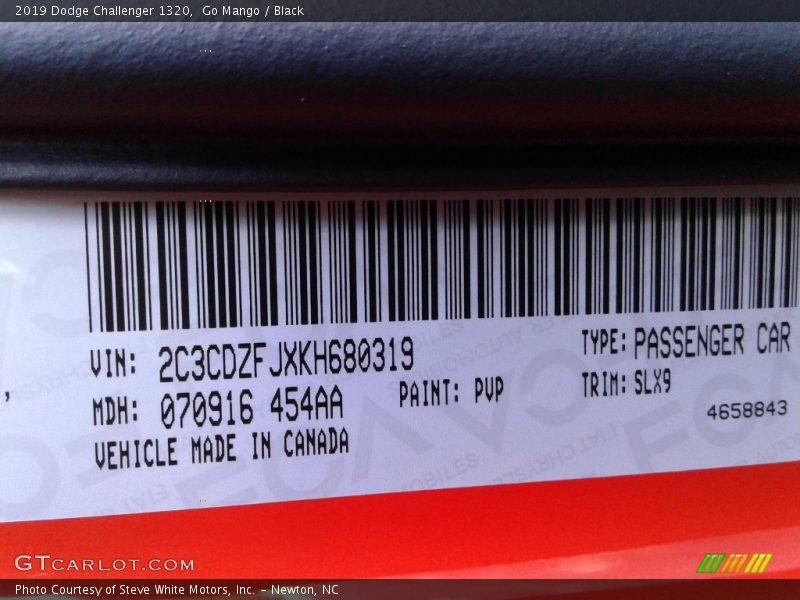 2019 Dodge Challenger 1320, Go Mango / Black
VIN: 2C3CDZFJXKH680319 TYPE: PASSENGER CAR
MDH: 070916 454AA PAINT: PVP TRIM: SLX9
VEHICLE MADE IN CANADA 4658843
GTCARLOT.COM
Photo Courtesy of Steve White Motors, Inc. – Newton, NC